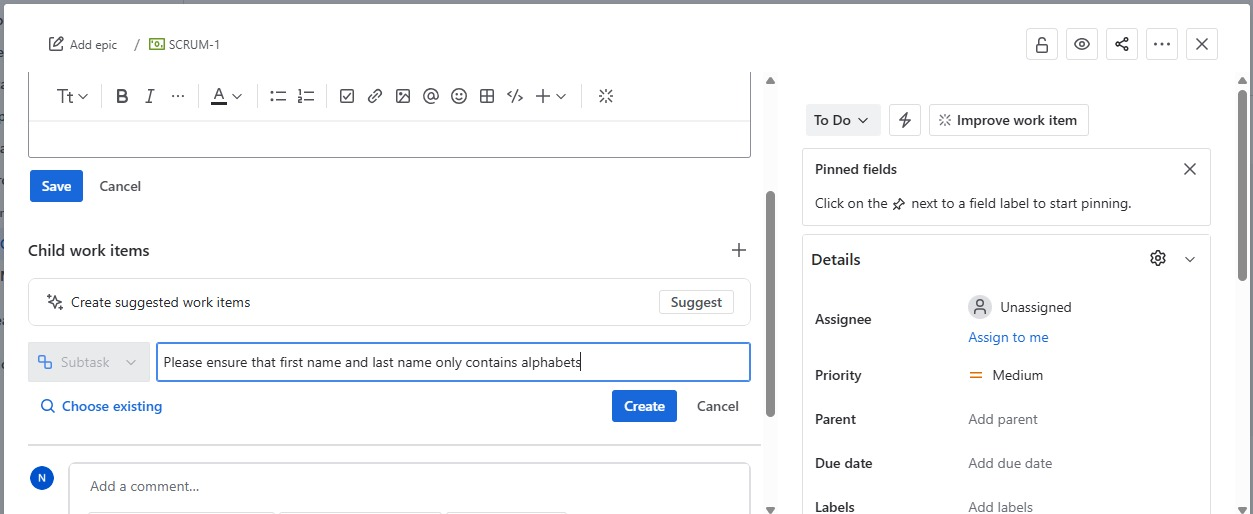 Add epic / SCRUM-1
Tt B I ... A @ </> +
Save Cancel
Child work items
Create suggested work items Suggest
Subtask Please ensure that first name and last name only contains alphabets
Choose existing Create Cancel
N Add a comment...
To Do Improve work item
Pinned fields
Click on the next to a field label to start pinning.
Details
Assignee Unassigned
Assign to me
Priority Medium
Parent Add parent
Due date Add due date
Labels Add labels